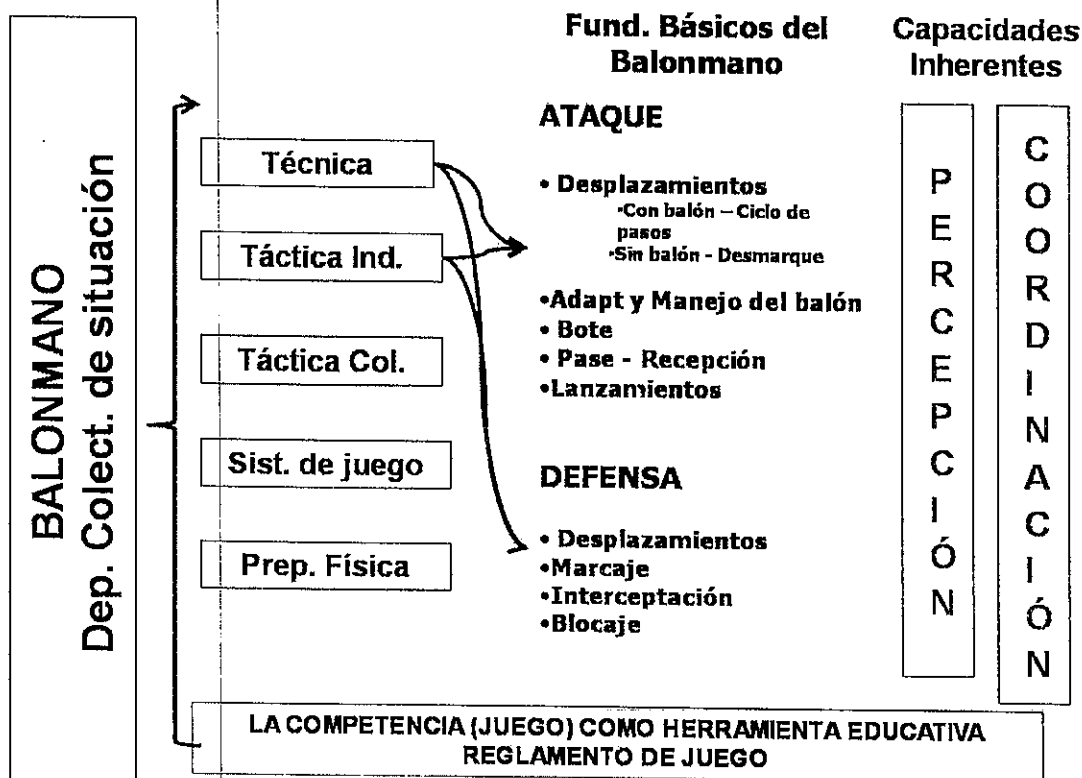 BALONMANO
Dep. Colect. de situación
Técnica
Táctica Ind.
Táctica Col.
Sist. de juego
Prep. Física
Fund. Básicos del
Balonmano
ATAQUE
• Desplazamientos
•Con balón – Ciclo de
pasos
•Sin balón - Desmarque
•Adapt y Manejo del balón
• Bote
• Pase - Recepción
•Lanzamientos
DEFENSA
• Desplazamientos
•Marcaje
•Interceptación
•Blocaje
Capacidades
Inherentes
PERCEPCIÓN
COORDINACIÓN
LA COMPETENCIA (JUEGO) COMO HERRAMIENTA EDUCATIVA
REGLAMENTO DE JUEGO